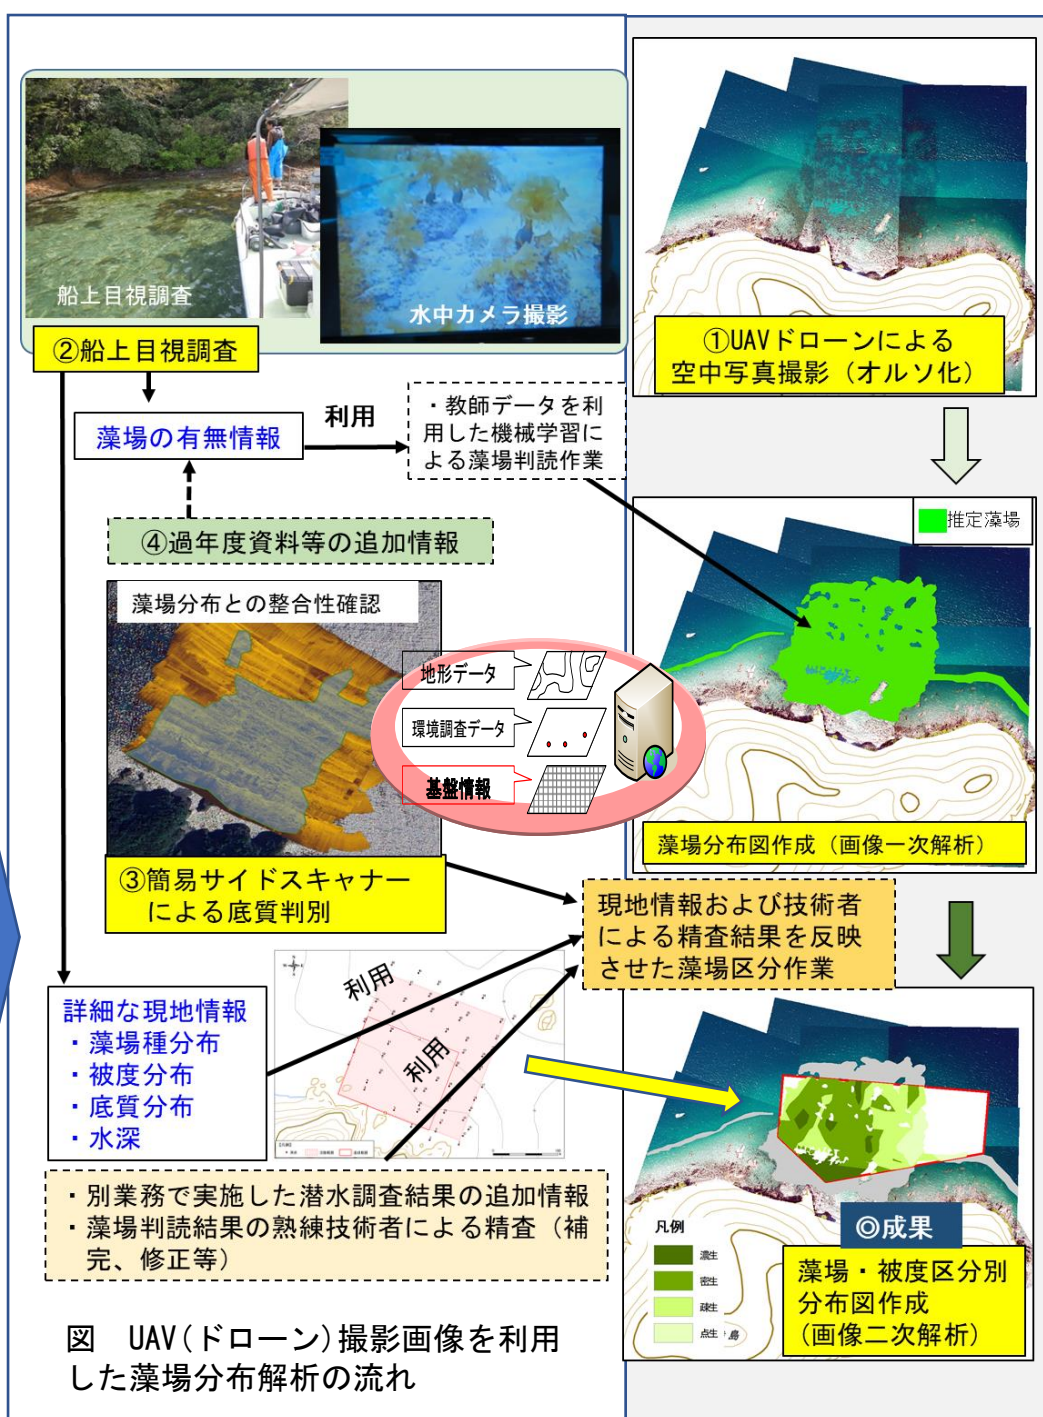 船上目視調査
水中カメラ撮影
②船上目視調査
①UAVドローンによる
空中写真撮影（オルソ化）
藻場の有無情報
利用
・教師データを利
用した機械学習に
よる藻場判読作業
④過年度資料等の追加情報
推定藻場
藻場分布との整合性確認
地形データ
環境調査データ
基盤情報
藻場分布図作成（画像一次解析）
③簡易サイドスキャナー
による底質判別
現地情報および技術者
による精査結果を反映
させた藻場区分作業
利用
利用
詳細な現地情報
・藻場種分布
・被度分布
・底質分布
・水深
・別業務で実施した潜水調査結果の追加情報
・藻場判読結果の熟練技術者による精査（補
完、修正等）
凡例
濃生
密生
疎生
点生
島
◎成果
藻場・被度区分別
分布図作成
(画像二次解析)
図　UAV(ドローン)撮影画像を利用
した藻場分布解析の流れ